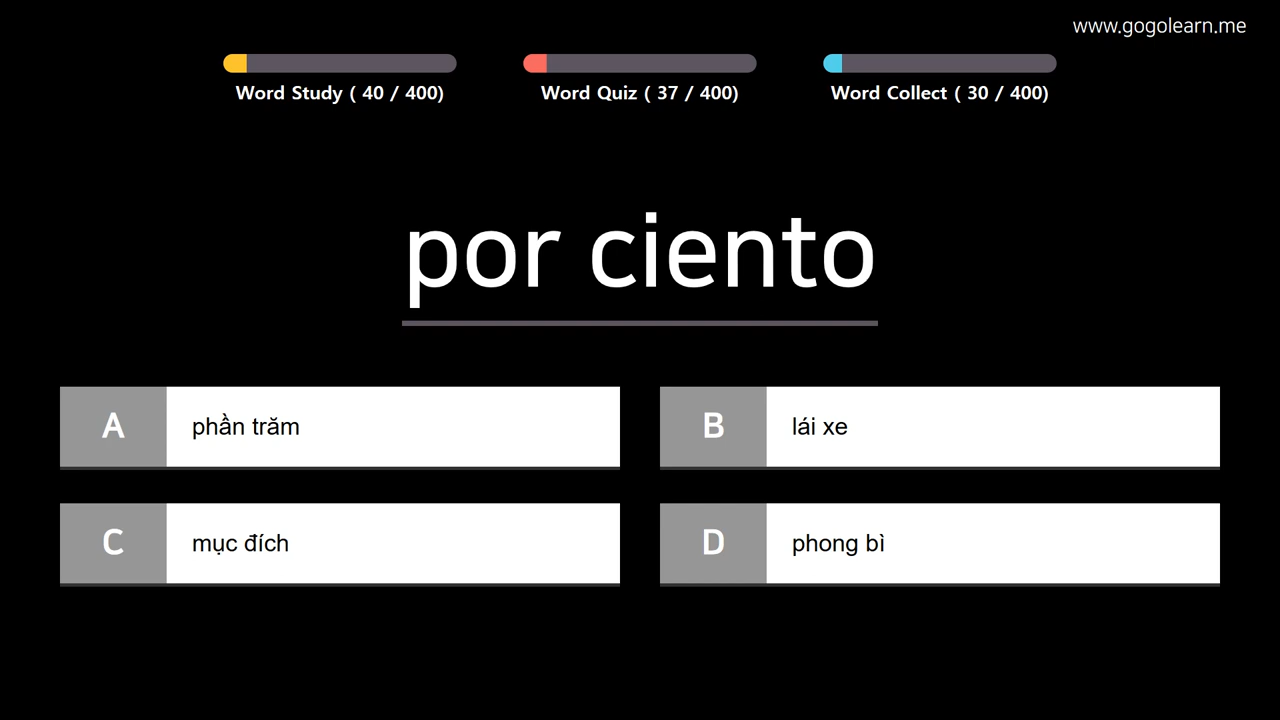 www.gogolearn.me
Word Study ( 40 / 400)
Word Quiz ( 37 / 400)
Word Collect ( 30 / 400)
por ciento
A
phần trăm
B
lái xe
C
mục đích
D
phong bì